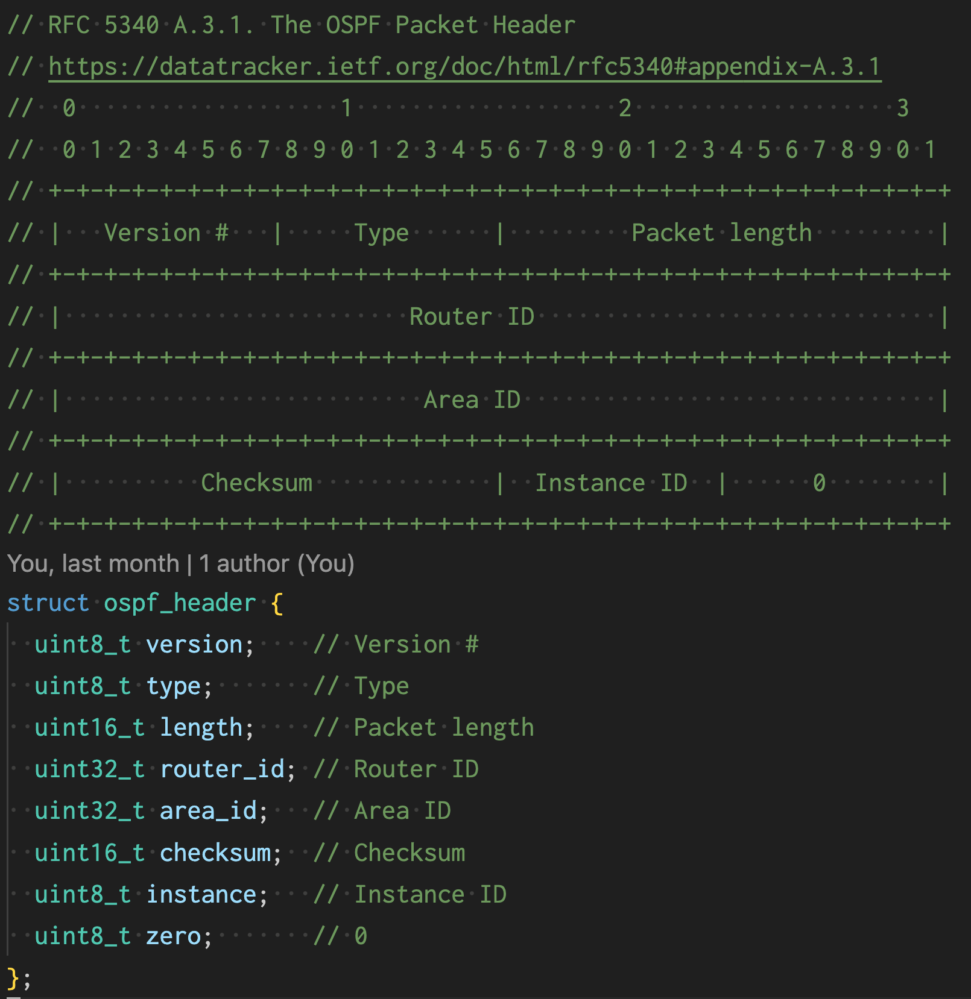 // RFC 5340 A.3.1. The OSPF Packet Header
// https://datatracker.ietf.org/doc/html/rfc5340#appendix-A.3.1
//  0                   1                   2                   3
//  0 1 2 3 4 5 6 7 8 9 0 1 2 3 4 5 6 7 8 9 0 1 2 3 4 5 6 7 8 9 0 1
// +-+-+-+-+-+-+-+-+-+-+-+-+-+-+-+-+-+-+-+-+-+-+-+-+-+-+-+-+-+-+-+-+
// |   Version #   |     Type      |         Packet length         |
// +-+-+-+-+-+-+-+-+-+-+-+-+-+-+-+-+-+-+-+-+-+-+-+-+-+-+-+-+-+-+-+-+
// |                         Router ID                             |
// +-+-+-+-+-+-+-+-+-+-+-+-+-+-+-+-+-+-+-+-+-+-+-+-+-+-+-+-+-+-+-+-+
// |                          Area ID                              |
// +-+-+-+-+-+-+-+-+-+-+-+-+-+-+-+-+-+-+-+-+-+-+-+-+-+-+-+-+-+-+-+-+
// |          Checksum             |  Instance ID  |      0        |
// +-+-+-+-+-+-+-+-+-+-+-+-+-+-+-+-+-+-+-+-+-+-+-+-+-+-+-+-+-+-+-+-+
You, last month | 1 author (You)
struct ospf_header {
  uint8_t version;    // Version #
  uint8_t type;       // Type
  uint16_t length;    // Packet length
  uint32_t router_id; // Router ID
  uint32_t area_id;   // Area ID
  uint16_t checksum;  // Checksum
  uint8_t instance;   // Instance ID
  uint8_t zero;       // 0
};